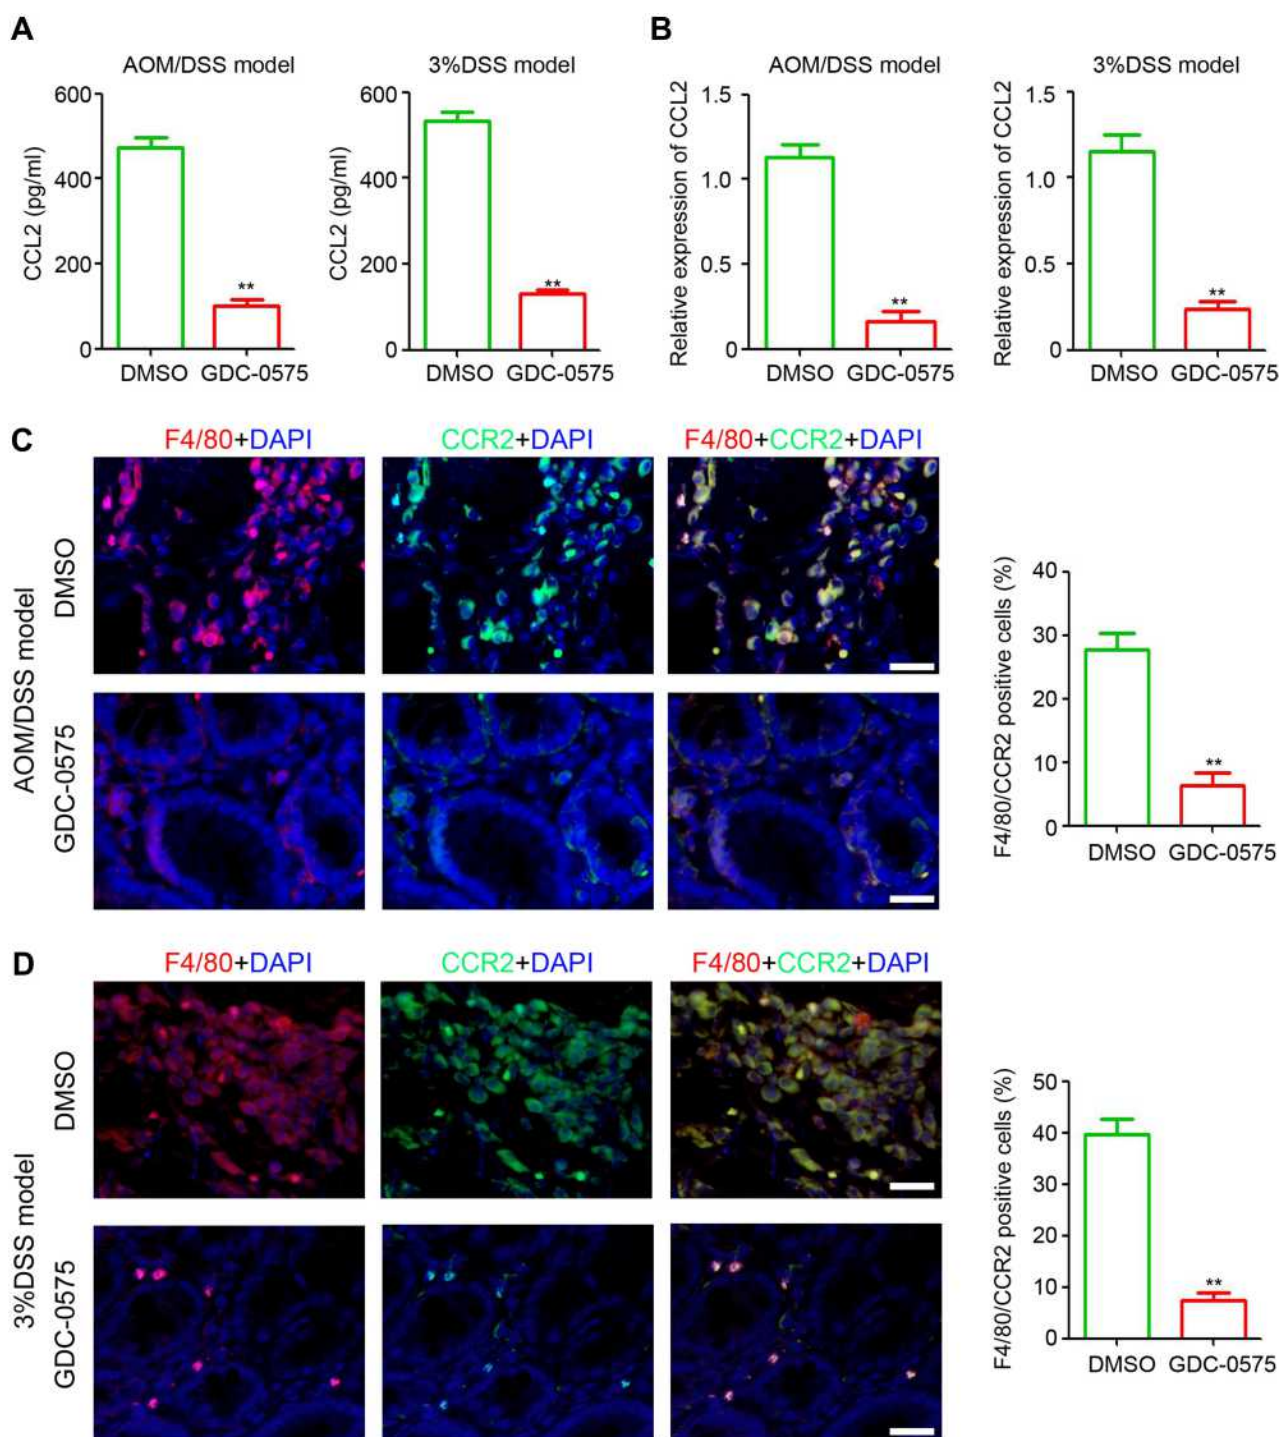 A
B
AOM/DSS model
3%DSS model
AOM/DSS model
3%DSS model
CCL2 (pg/ml)
600
400
200
0
**
DMSO
GDC-0575
CCL2 (pg/ml)
600
400
200
0
**
DMSO
GDC-0575
Relative expression of CCL2
1.5
1.0
0.5
0
**
DMSO
GDC-0575
Relative expression of CCL2
1.5
1.0
0.5
0
**
DMSO
GDC-0575
C
F4/80+DAPI
CCR2+DAPI
F4/80+CCR2+DAPI
AOM/DSS model
DMSO
GDC-0575
F4/80/CCR2 positive cells (%)
40
30
20
10
0
**
DMSO
GDC-0575
D
F4/80+DAPI
CCR2+DAPI
F4/80+CCR2+DAPI
3%DSS model
DMSO
GDC-0575
F4/80/CCR2 positive cells (%)
50
40
30
20
10
0
**
DMSO
GDC-0575